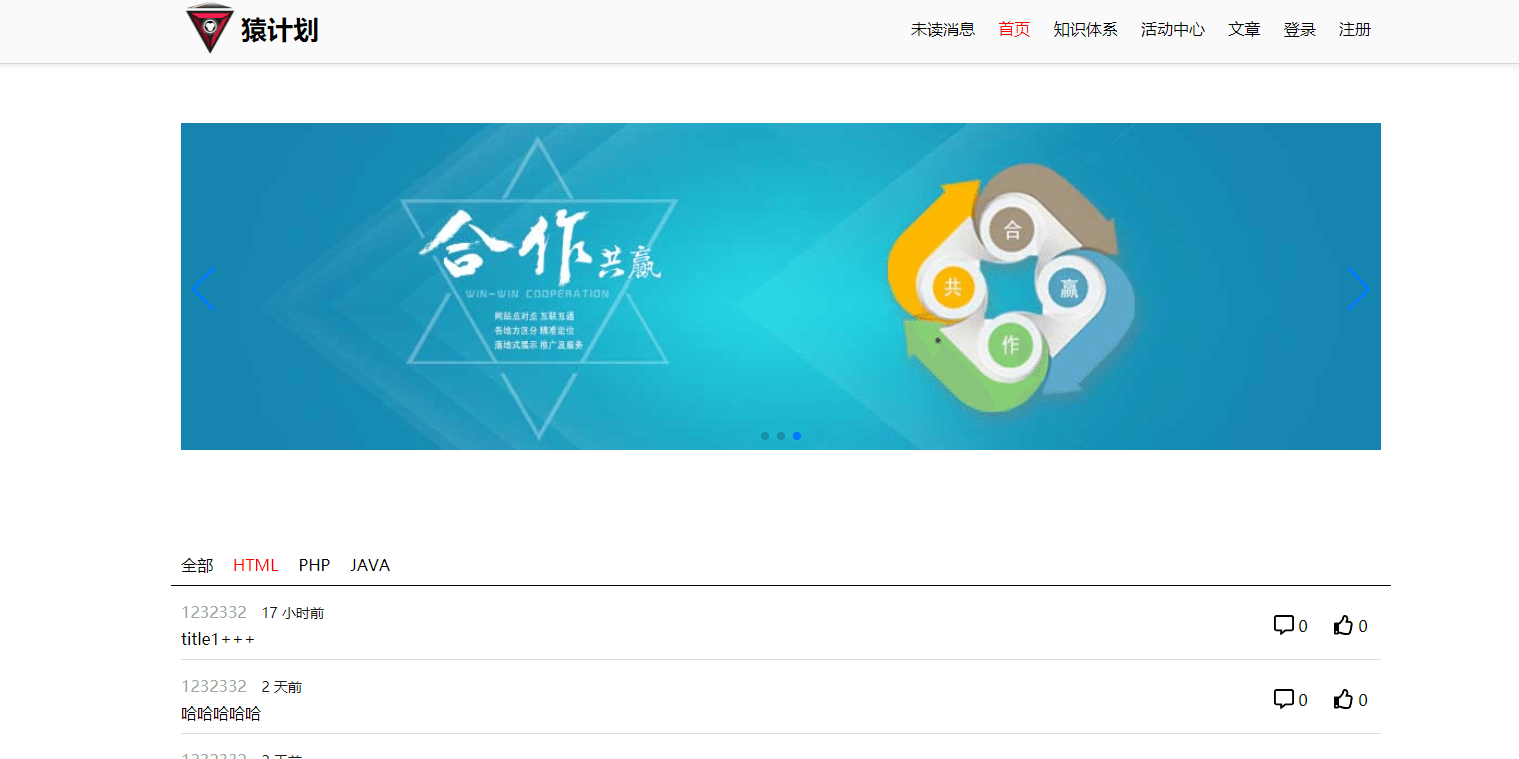 猿计划
未读消息 首页 知识体系 活动中心 文章 登录 注册
合作共赢
WIN-WIN COOPERATION
网站点对点 互联互通
各地方区分 精准定位
落地式展示 推广及服务
合
共
赢
作
全部 HTML PHP JAVA
1232332 17 小时前
title1+++
0 0
1232332 2 天前
哈哈哈哈哈
0 0
1232332 2 天前